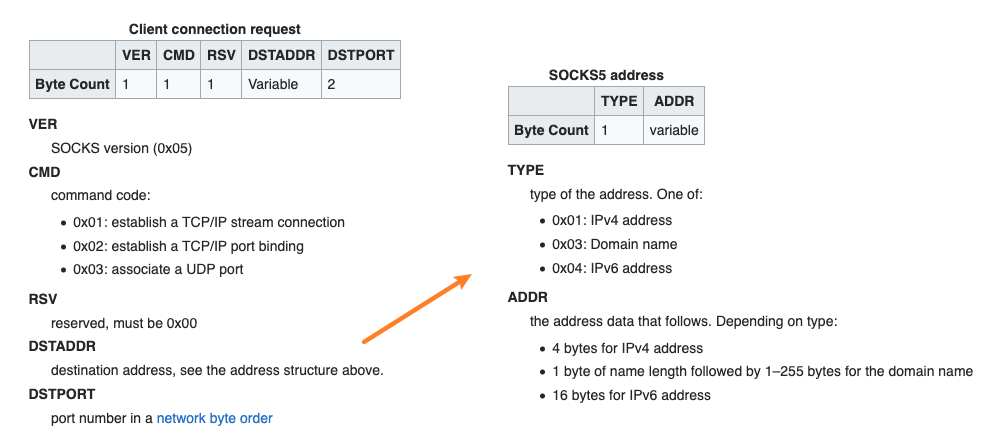 Client connection request
VER CMD RSV DSTADDR DSTPORT
Byte Count 1 1 1 Variable 2
VER
SOCKS version (0x05)
CMD
command code:
• 0x01: establish a TCP/IP stream connection
• 0x02: establish a TCP/IP port binding
• 0x03: associate a UDP port
RSV
reserved, must be 0x00
DSTADDR
destination address, see the address structure above.
DSTPORT
port number in a network byte order
SOCKS5 address
TYPE ADDR
Byte Count 1 variable
TYPE
type of the address. One of:
• 0x01: IPv4 address
• 0x03: Domain name
• 0x04: IPv6 address
ADDR
the address data that follows. Depending on type:
• 4 bytes for IPv4 address
• 1 byte of name length followed by 1–255 bytes for the domain name
• 16 bytes for IPv6 address